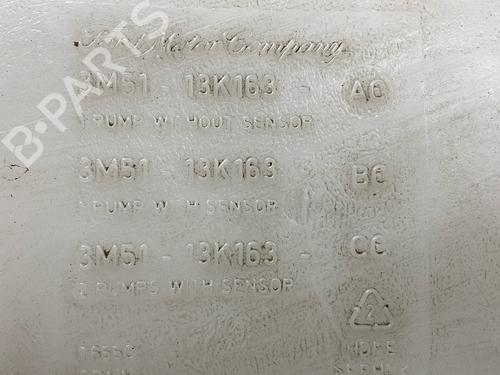 Ford Motor Company
3M51 - 13K163 - AC
1 PUMP WITHOUT SENSOR
3M51 - 13K163 - BC
1 PUMP WITH SENSOR
3M51 - 13K163 - CC
2 PUMPS WITH SENSOR
2
HDPE
B-PARTS